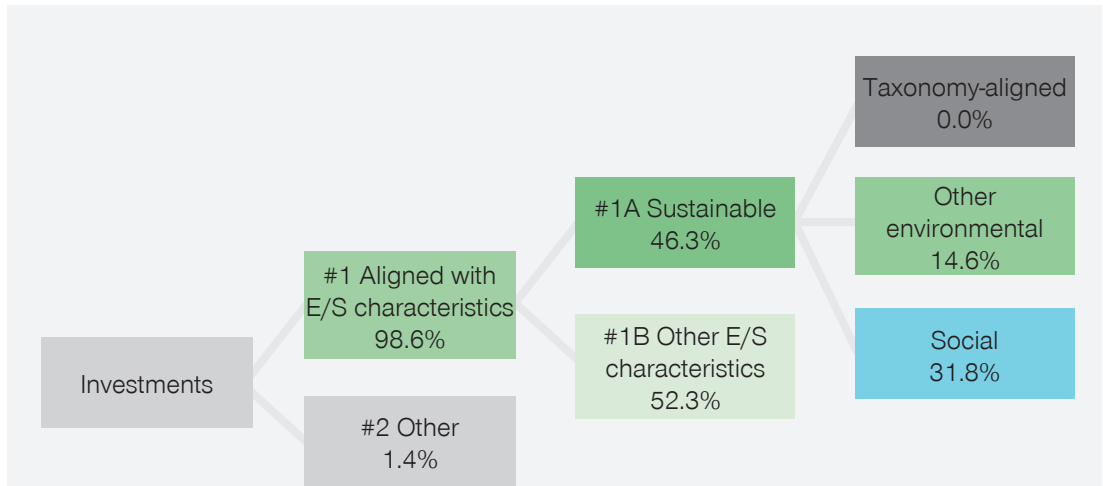 Investments
#1 Aligned with
E/S characteristics
98.6%
#2 Other
1.4%
#1A Sustainable
46.3%
#1B Other E/S
characteristics
52.3%
Taxonomy-aligned
0.0%
Other
environmental
14.6%
Social
31.8%